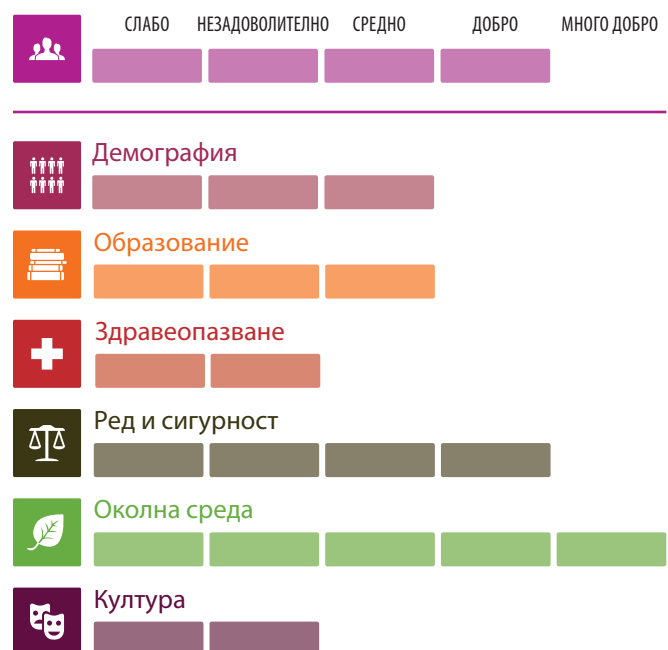 СЛАБО НЕЗАДОВОЛИТЕЛНО СРЕДНО ДОБРО МНОГО ДОБРО
Демография
Образование
Здравеопазване
Ред и сигурност
Околна среда
Култура